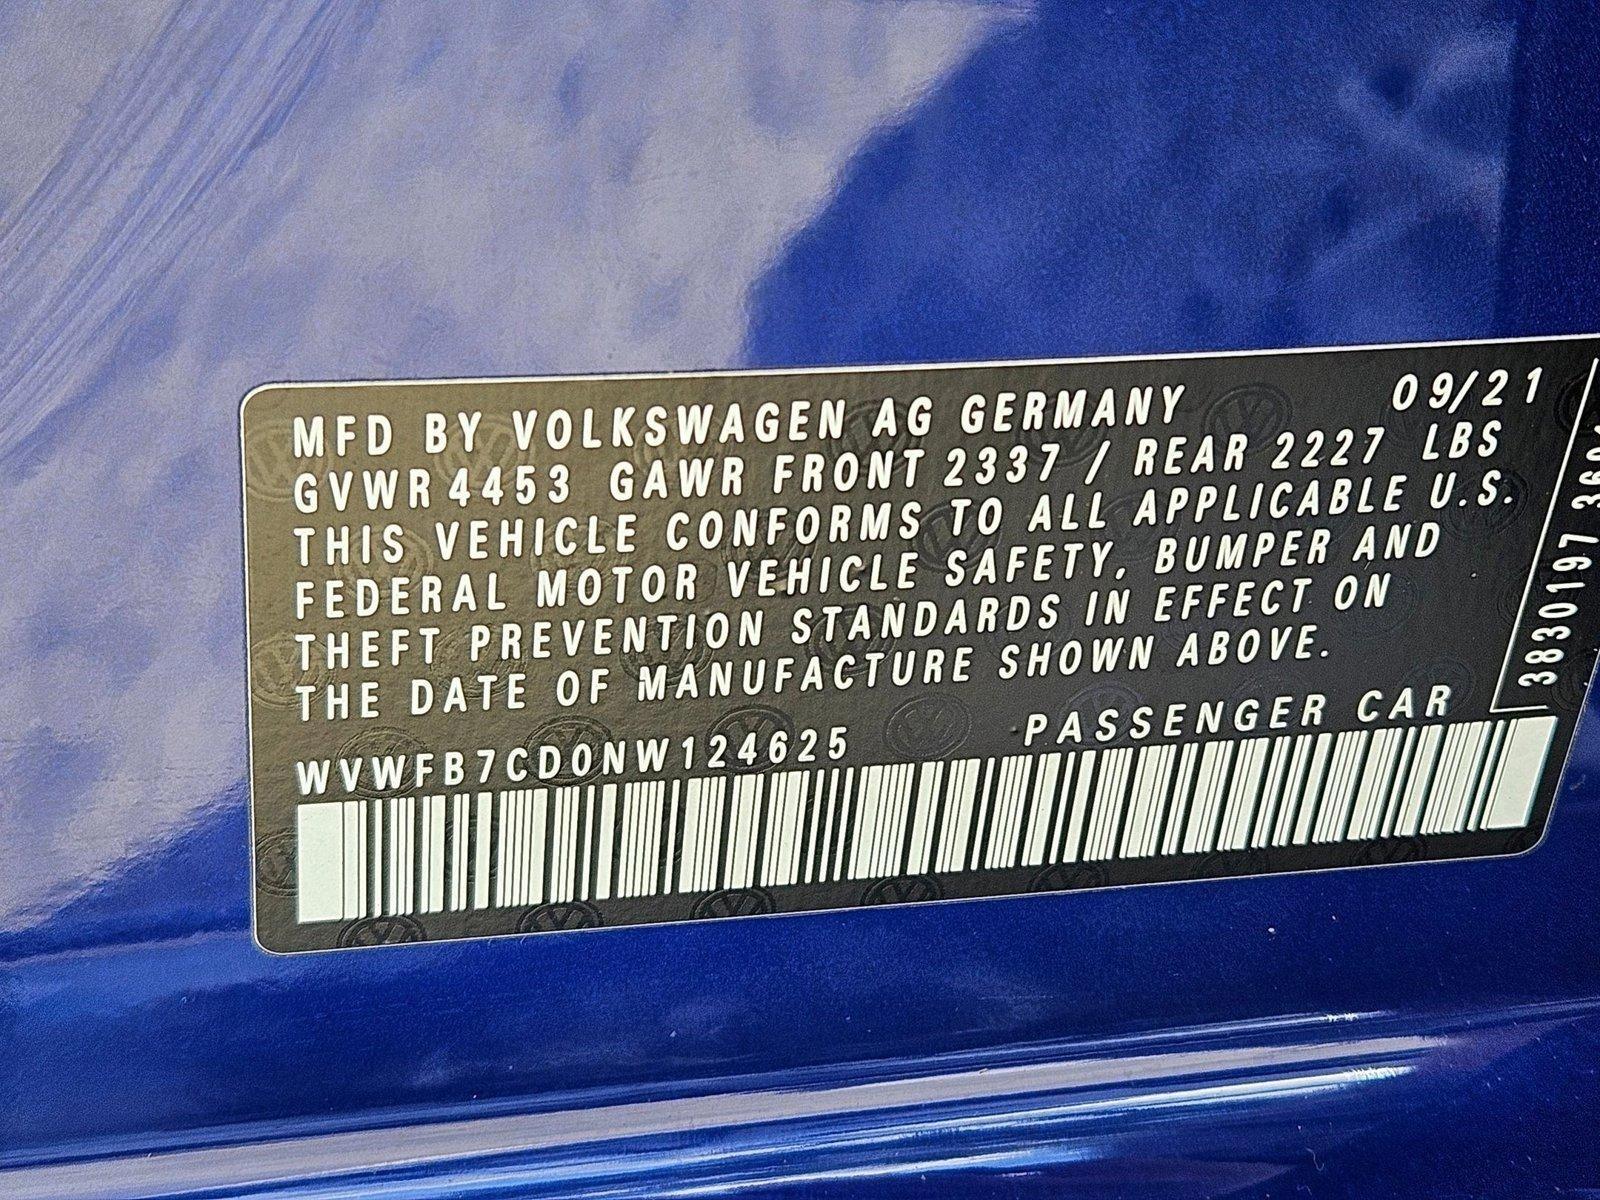 MFD BY VOLKSWAGEN AG GERMANY 09/21
GVWR 4453 GAWR FRONT 2337 / REAR 2227 LBS
THIS VEHICLE CONFORMS TO ALL APPLICABLE U.S.
FEDERAL MOTOR VEHICLE SAFETY, BUMPER AND
THEFT PREVENTION STANDARDS IN EFFECT ON
THE DATE OF MANUFACTURE SHOWN ABOVE.
WVWFB7CD0NW124625 PASSENGER CAR
3830197